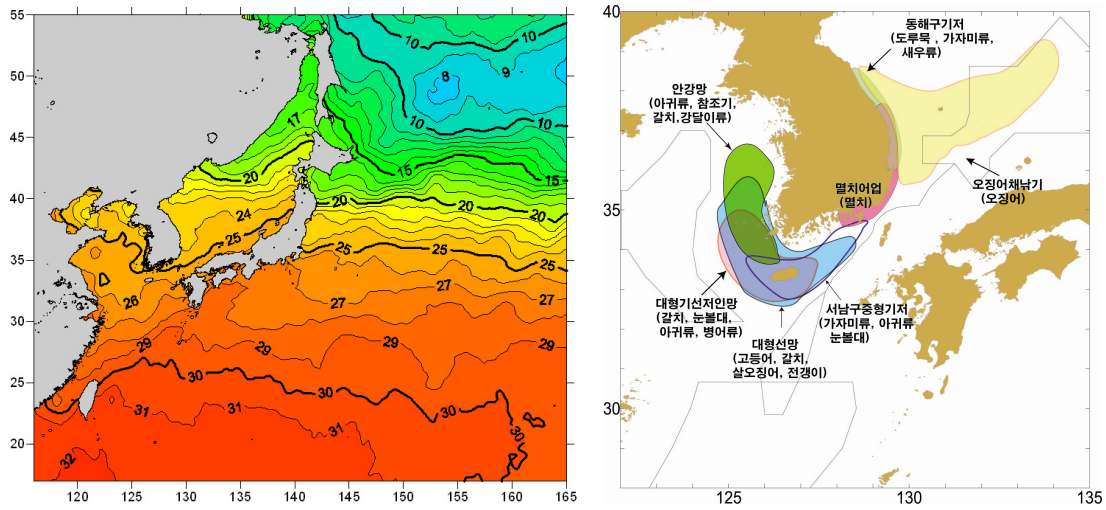 55
50
45
40
35
30
25
20
120
125
130
135
140
145
150
155
160
165
10
9
8
10
10
17
15
15
20
20
20
24
25
25
25
26
27
27
29
29
29
30
30
30
30
31
31
31
32
40
35
30
125
130
135
동해구기저
(도루묵 , 가자미류,
새우류)
안강망
(아귀류, 참조기,
갈치,강달이류)
멸치어업
(멸치)
오징어채낚기
(오징어)
대형기선저인망
(갈치, 눈볼대,
아귀류, 병어류)
서남구중형기저
(가자미류, 아귀류
눈볼대)
대형선망
(고등어, 갈치,
살오징어, 전갱이)